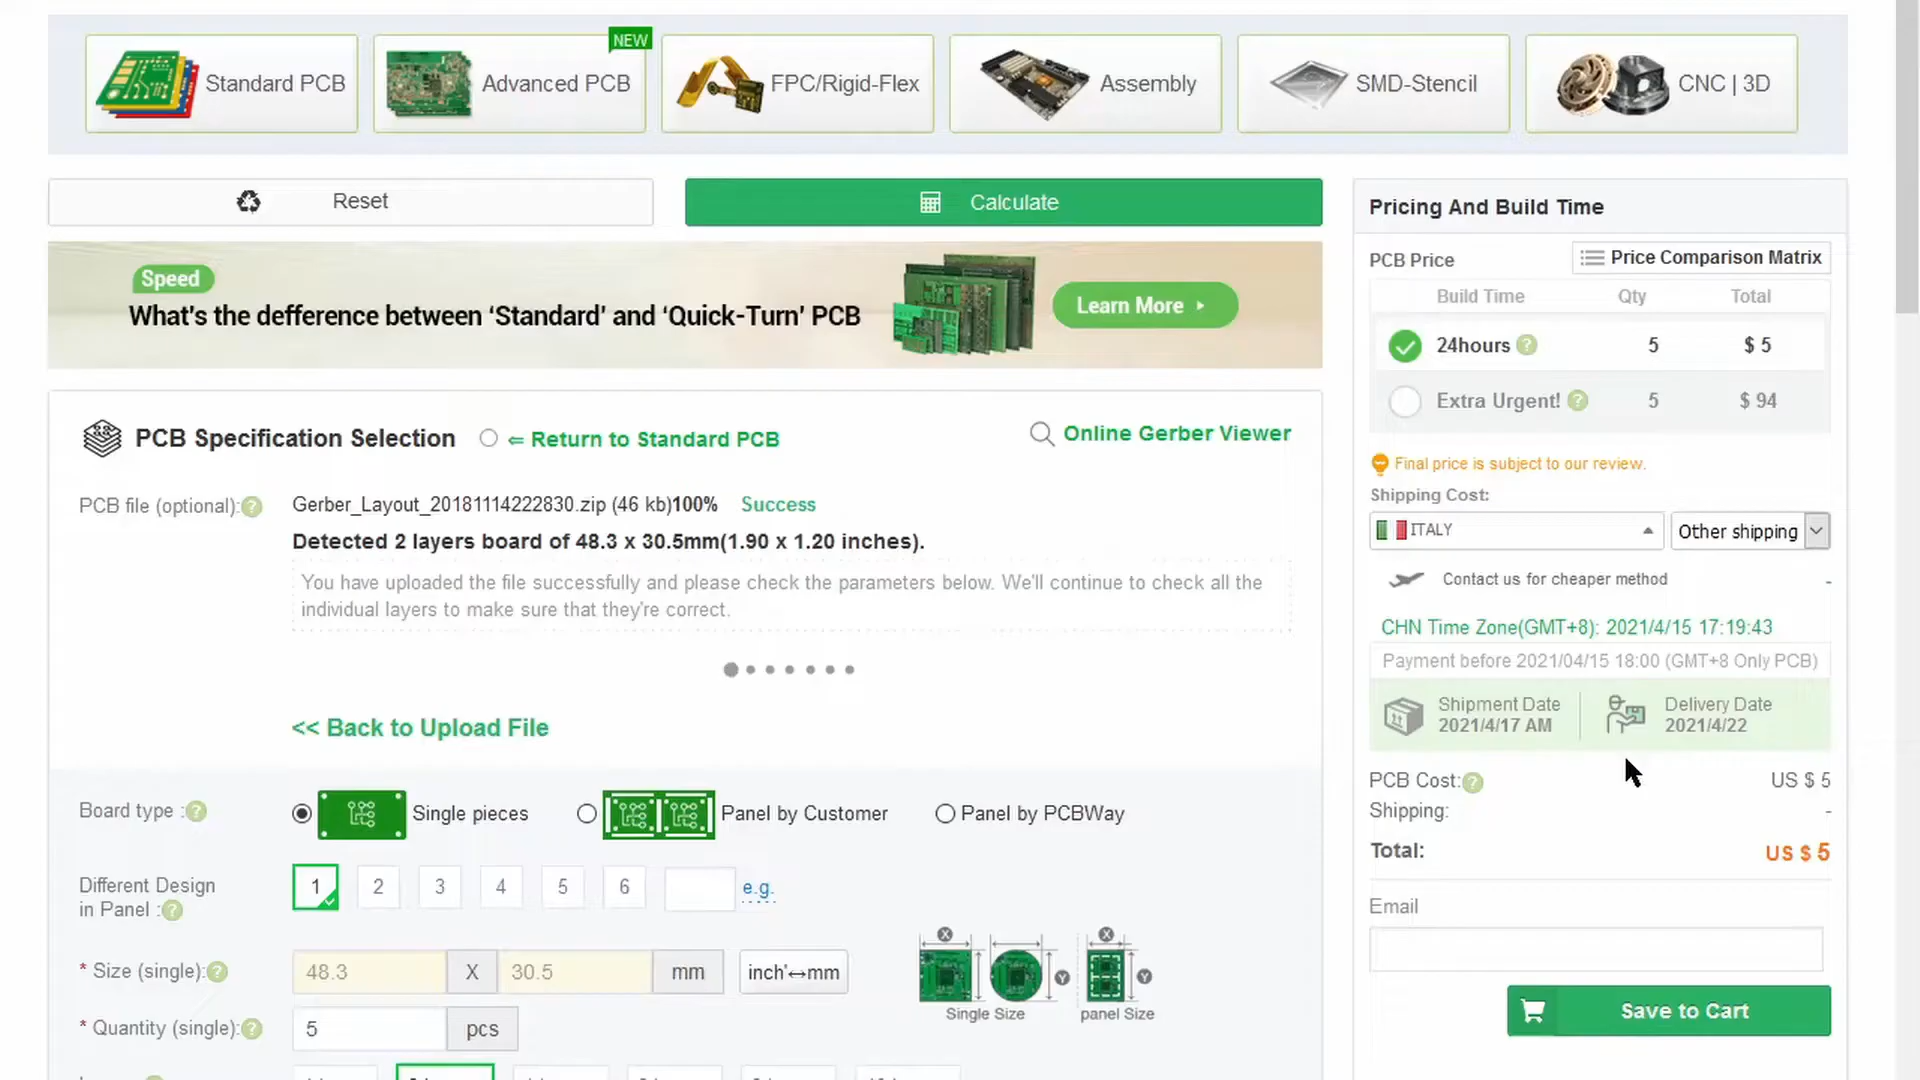 NEW
Standard PCB
Advanced PCB
FPC/Rigid-Flex
Assembly
SMD-Stencil
CNC | 3D
Reset
Calculate
Speed
What's the defference between ‘Standard’ and ‘Quick-Turn’ PCB
Learn More
PCB Specification Selection
⇐ Return to Standard PCB
Online Gerber Viewer
PCB file (optional):?
Gerber_Layout_20181114222830.zip (46 kb)100% Success
Detected 2 layers board of 48.3 x 30.5mm(1.90 x 1.20 inches).
You have uploaded the file successfully and please check the parameters below. We'll continue to check all the
individual layers to make sure that they're correct.
<< Back to Upload File
Board type :?
Single pieces
Panel by Customer
Panel by PCBWay
Different Design
in Panel :?
1 2 3 4 5 6 e.g.
* Size (single):?
48.3 X 30.5 mm inch'↔mm
X X
Y Y
Single Size
panel Size
* Quantity (single):?
5 pcs
Pricing And Build Time
PCB Price
Price Comparison Matrix
Build Time Qty Total
24hours ? 5 $ 5
Extra Urgent! ? 5 $ 94
Final price is subject to our review.
Shipping Cost:
ITALY
Other shipping
Contact us for cheaper method -
CHN Time Zone(GMT+8): 2021/4/15 17:19:43
Payment before 2021/04/15 18:00 (GMT+8 Only PCB)
Shipment Date
2021/4/17 AM
Delivery Date
2021/4/22
PCB Cost:? US $ 5
Shipping: -
Total: US $ 5
Email
Save to Cart